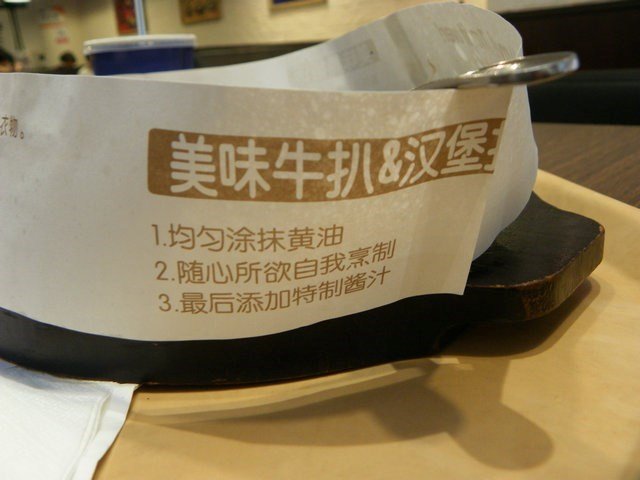 衣物。
美味牛扒&汉堡
1.均匀涂抹黄油
2.随心所欲自我烹制
3.最后添加特制酱汁